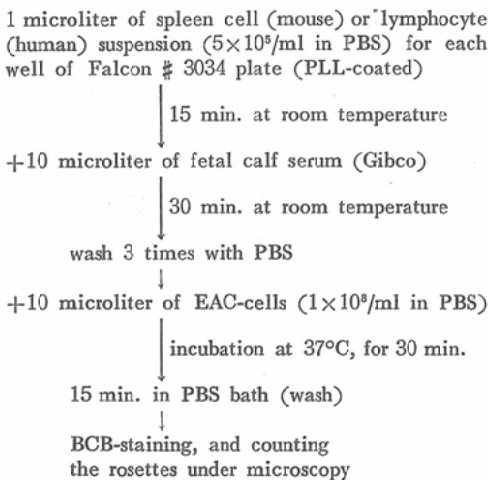 1 microliter of spleen cell (mouse) or lymphocyte
(human) suspension (5×10⁵/ml in PBS) for each
well of Falcon # 3034 plate (PLL-coated)
15 min. at room temperature
+10 microliter of fetal calf serum (Gibco)
30 min. at room temperature
wash 3 times with PBS
+10 microliter of EAC-cells (1×10⁸/ml in PBS)
incubation at 37°C, for 30 min.
15 min. in PBS bath (wash)
BCB-staining, and counting
the rosettes under microscopy